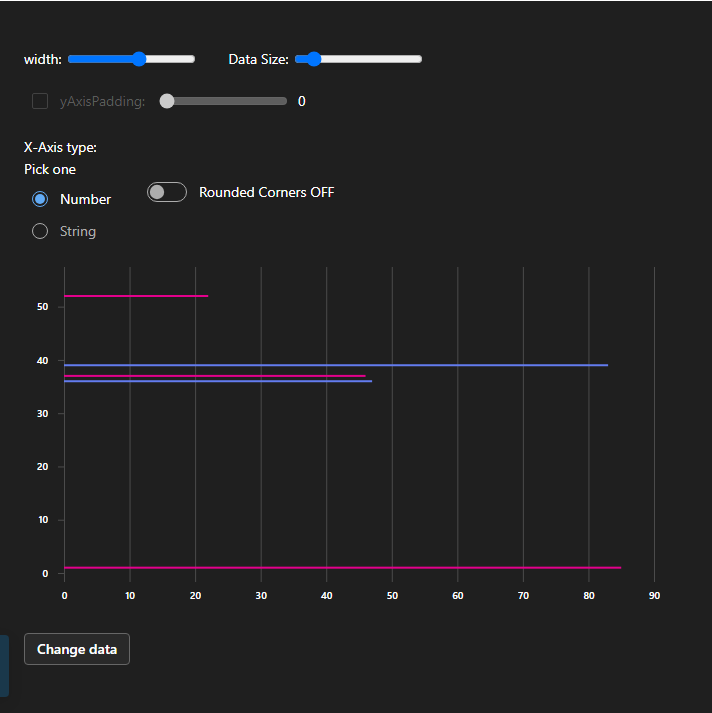 width: Data Size:
yAxisPadding: 0
X-Axis type:
Pick one
Number Rounded Corners OFF
String
50
40
30
20
10
0
0 10 20 30 40 50 60 70 80 90
Change data